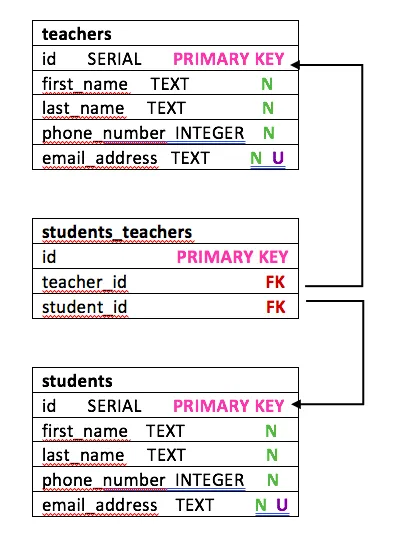 teachers
id SERIAL PRIMARY KEY
first_name TEXT N
last_name TEXT N
phone_number INTEGER N
email_address TEXT N U
students_teachers
id PRIMARY KEY
teacher_id FK
student_id FK
students
id SERIAL PRIMARY KEY
first_name TEXT N
last_name TEXT N
phone_number INTEGER N
email_address TEXT N U